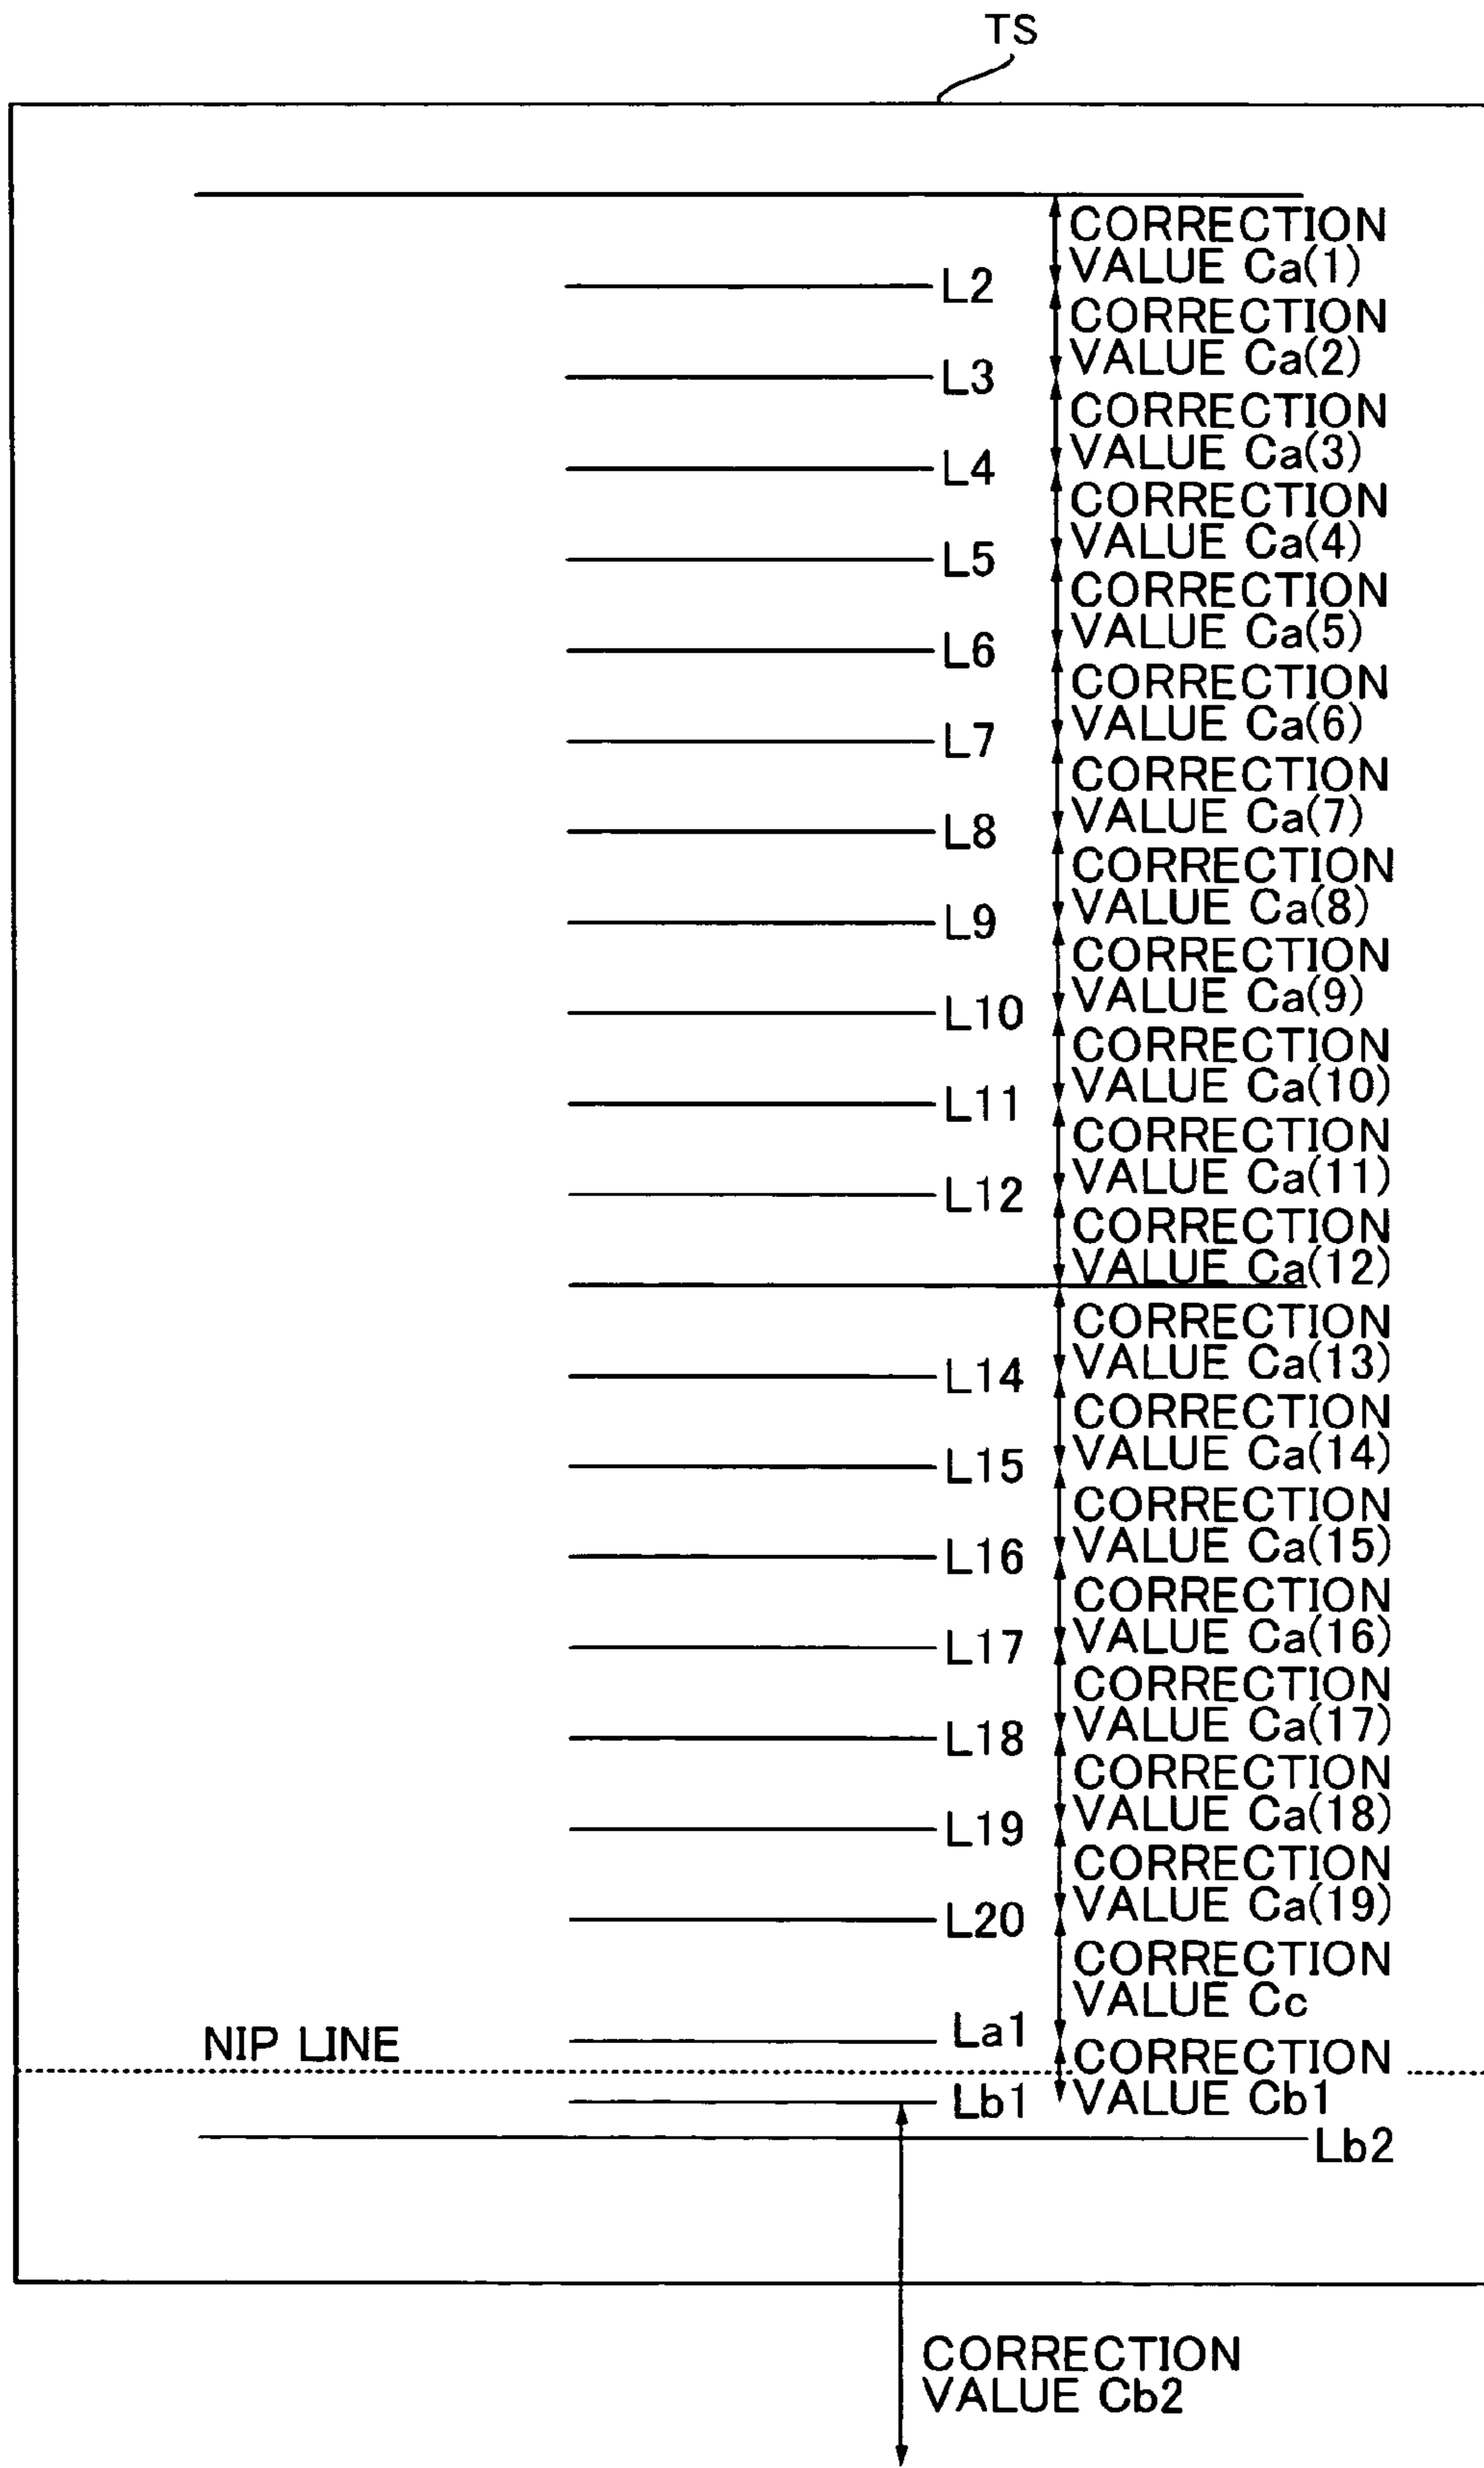 TS
CORRECTION
VALUE Ca(1)
L2
CORRECTION
VALUE Ca(2)
L3
CORRECTION
VALUE Ca(3)
L4
CORRECTION
VALUE Ca(4)
L5
CORRECTION
VALUE Ca(5)
L6
CORRECTION
VALUE Ca(6)
L7
CORRECTION
VALUE Ca(7)
L8
CORRECTION
VALUE Ca(8)
L9
CORRECTION
VALUE Ca(9)
L10
CORRECTION
VALUE Ca(10)
L11
CORRECTION
VALUE Ca(11)
L12
CORRECTION
VALUE Ca(12)
CORRECTION
VALUE Ca(13)
L14
CORRECTION
VALUE Ca(14)
L15
CORRECTION
VALUE Ca(15)
L16
CORRECTION
VALUE Ca(16)
L17
CORRECTION
VALUE Ca(17)
L18
CORRECTION
VALUE Ca(18)
L19
CORRECTION
VALUE Ca(19)
L20
CORRECTION
VALUE Cc
La1
NIP LINE
CORRECTION
VALUE Cb1
Lb1
Lb2
CORRECTION
VALUE Cb2